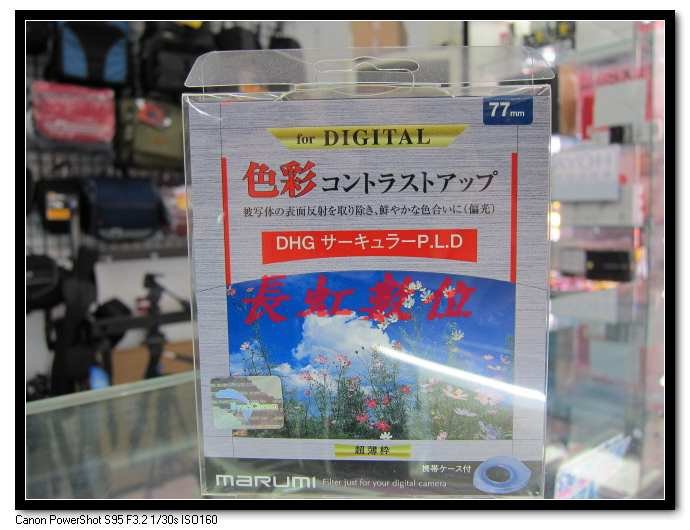 77mm
for DIGITAL
色彩コントラストアップ
被写体の表面反射を取り除き、鮮やかな色合いに(偏光)
DHG サーキュラーP.L.D
長虹數位
超薄枠
携帯ケース付
marumi Filter just for your digital camera
Canon PowerShot S95 F3.2 1/30s ISO160